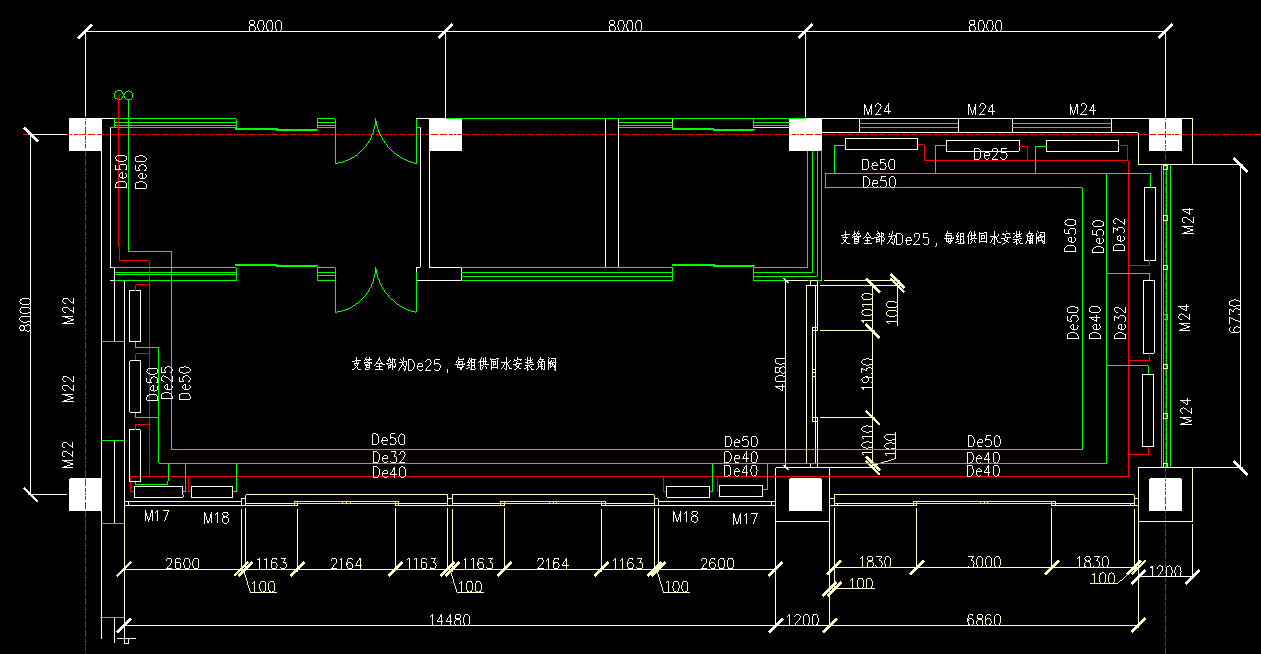 8000 8000 8000
M24 M24 M24
De50 De50
De50 De25
De50
M24
De50 De50 De32
支管全部为De25，每组供回水安装角阀
8000
M22
1010 100
De50 De40 De32
M24
6730
支管全部为De25，每组供回水安装角阀
4080
1930
M22
De50 De25 De50
M24
M22
De50 De50 De50
De32 De40 De40
De40 De40 De40
1010 100
M17 M18 M18 M17
2600 1163 2164 1163 1163 2164 1163 2600 1830 3000 1830 1200
100 100 100 100 100
14480 1200 6860